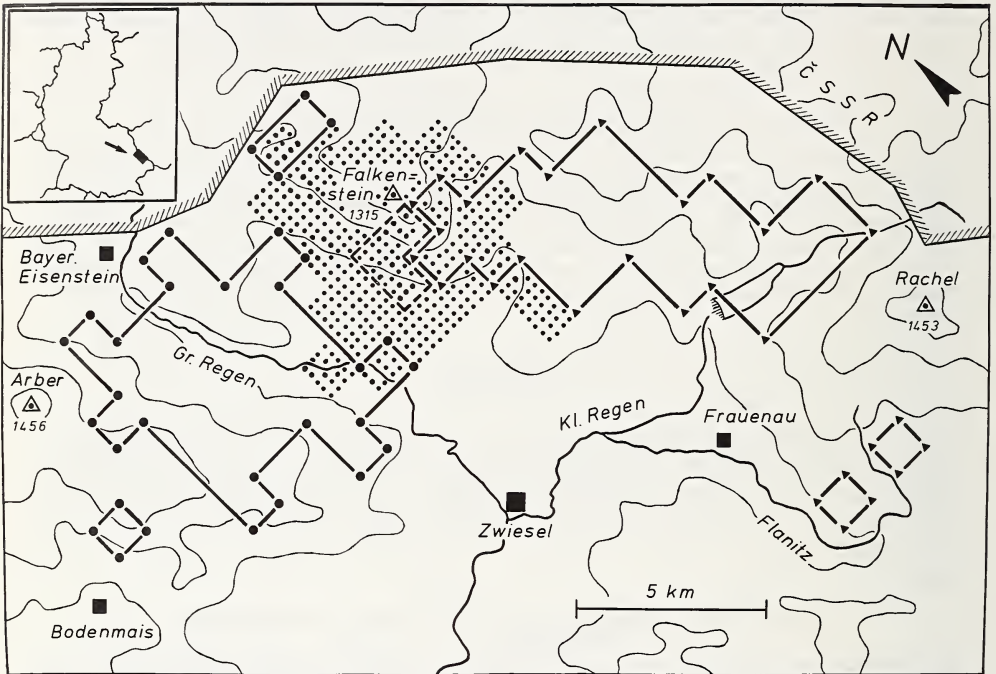 N
Č S S R
Falken=
stein
1315
Bayer.
Eisenstein
Rachel
1453
Gr. Regen
Arber
1456
Kl. Regen
Frauenau
Zwiesel
Flanitz
5 km
Bodenmais